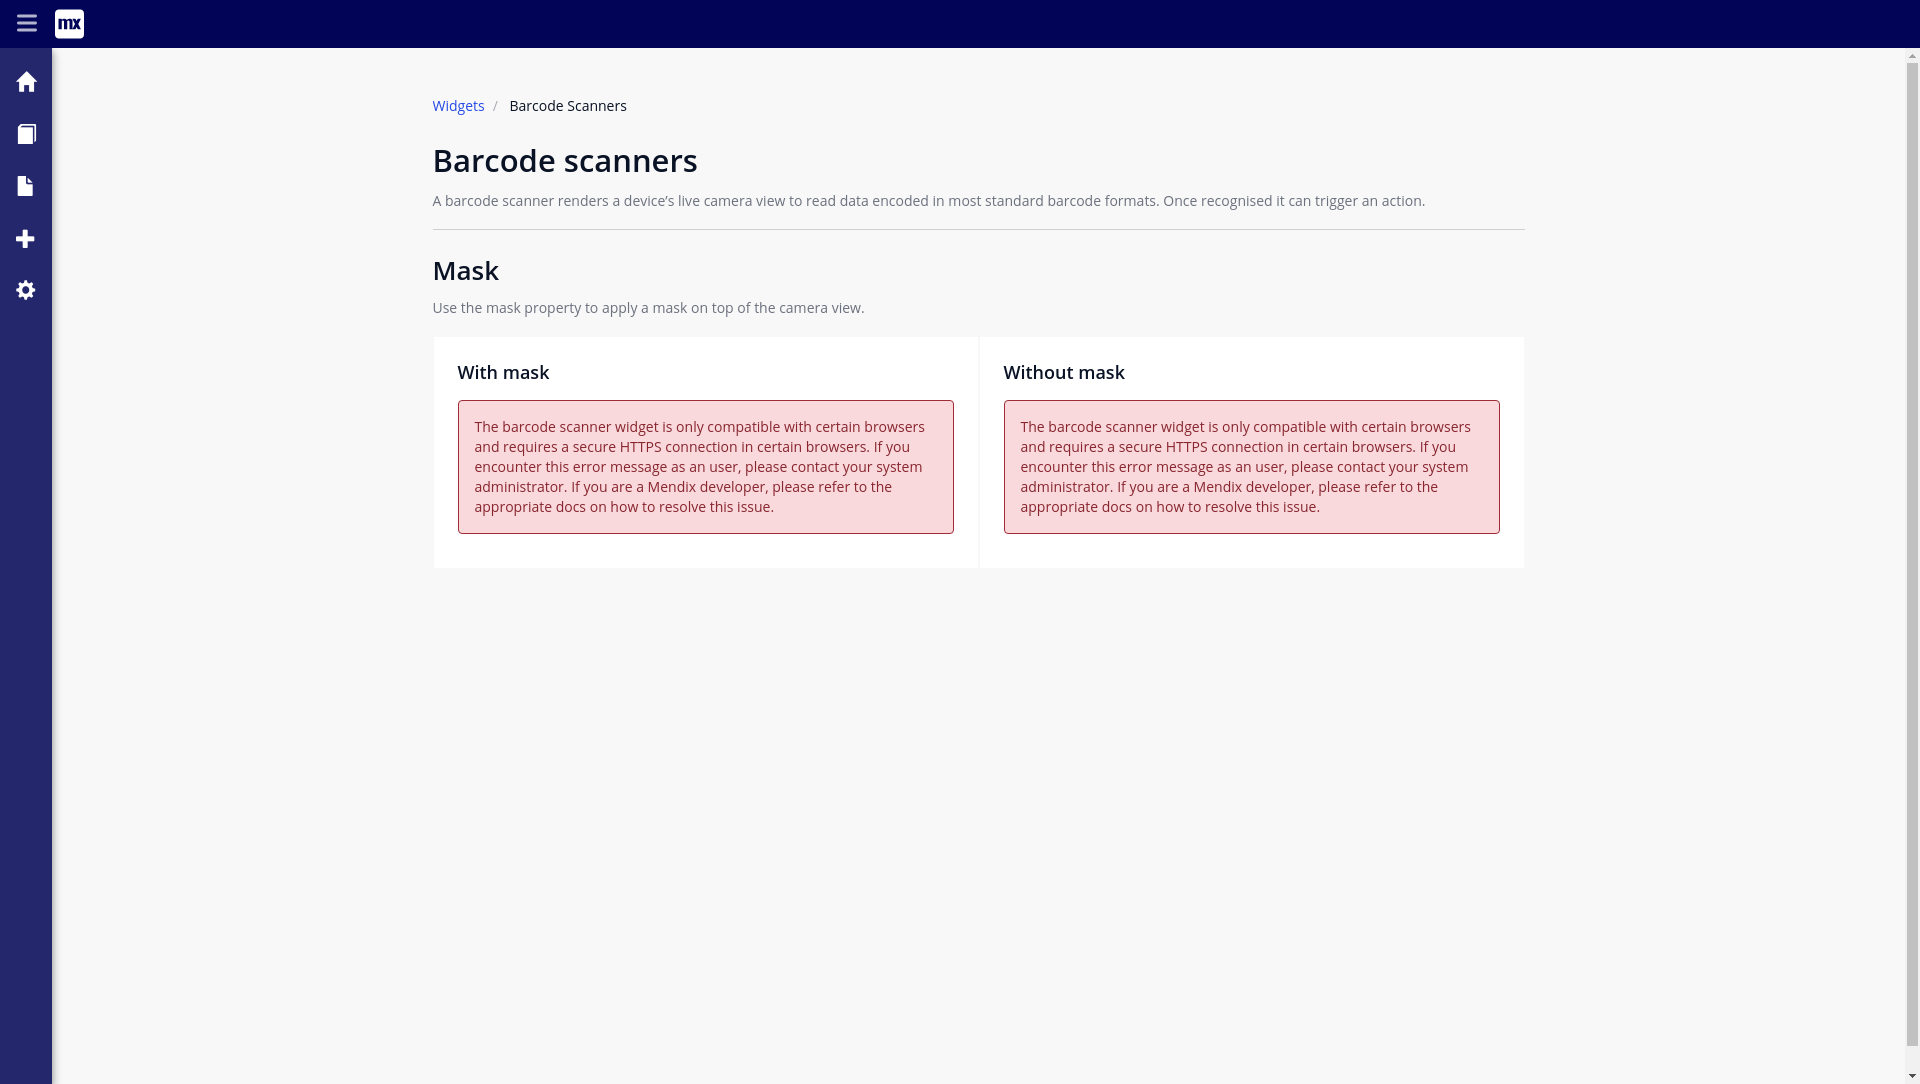 mx
Widgets / Barcode Scanners
Barcode scanners
A barcode scanner renders a device’s live camera view to read data encoded in most standard barcode formats. Once recognised it can trigger an action.
Mask
Use the mask property to apply a mask on top of the camera view.
With mask
The barcode scanner widget is only compatible with certain browsers
and requires a secure HTTPS connection in certain browsers. If you
encounter this error message as an user, please contact your system
administrator. If you are a Mendix developer, please refer to the
appropriate docs on how to resolve this issue.
Without mask
The barcode scanner widget is only compatible with certain browsers
and requires a secure HTTPS connection in certain browsers. If you
encounter this error message as an user, please contact your system
administrator. If you are a Mendix developer, please refer to the
appropriate docs on how to resolve this issue.